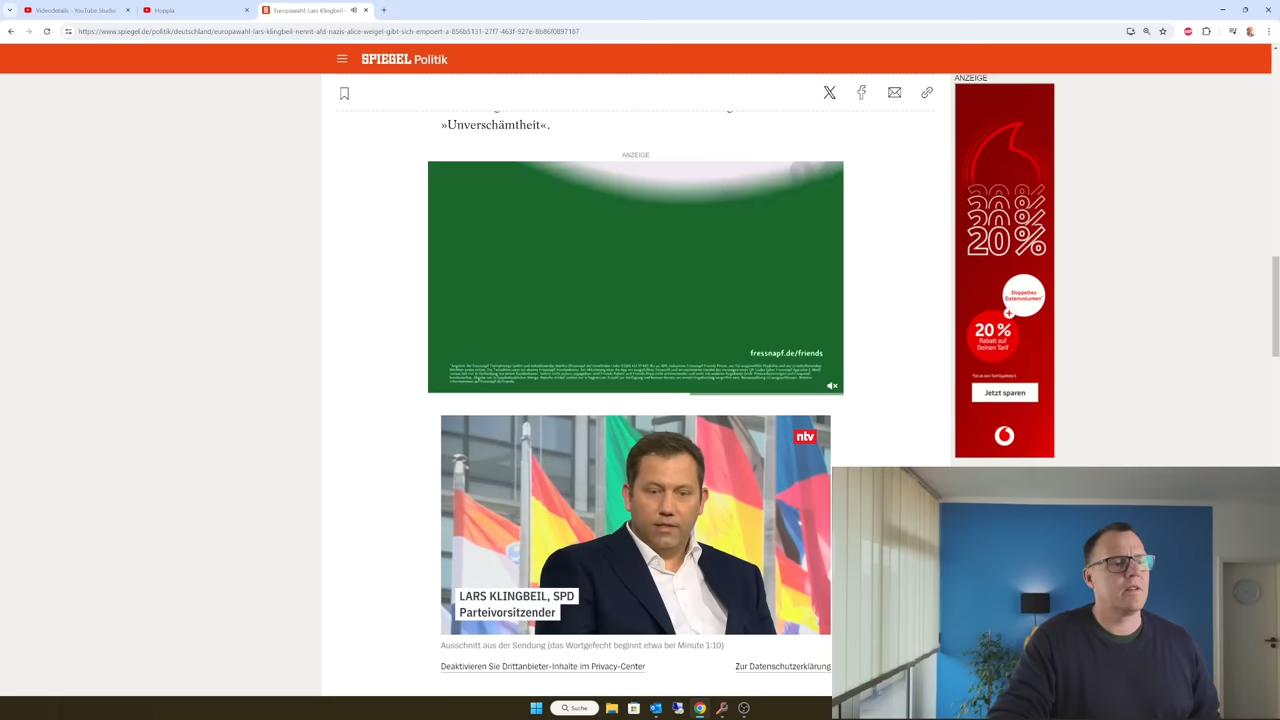 Videodetails - YouTube Studio
Hoppla
Europawahl: Lars Klingbeil -
https://www.spiegel.de/politik/deutschland/europawahl-lars-klingbeil-nennt-afd-nazis-alice-weigel-gibt-sich-empoert-a-856b5131-27f7-463f-927e-8b86f0897187
SPIEGEL Politik
ANZEIGE
»Unverschämtheit«.
ANZEIGE
fressnapf.de/friends
20%
20%
20%
Doppeltes
Datenvolumen*
+
20 %
Rabatt auf
Deinen Tarif
Jetzt sparen
ntv
LARS KLINGBEIL, SPD
Parteivorsitzender
Ausschnitt aus der Sendung (das Wortgefecht beginnt etwa bei Minute 1:10)
Deaktivieren Sie Drittanbieter-Inhalte im Privacy-Center
Zur Datenschutzerklärung
Suche